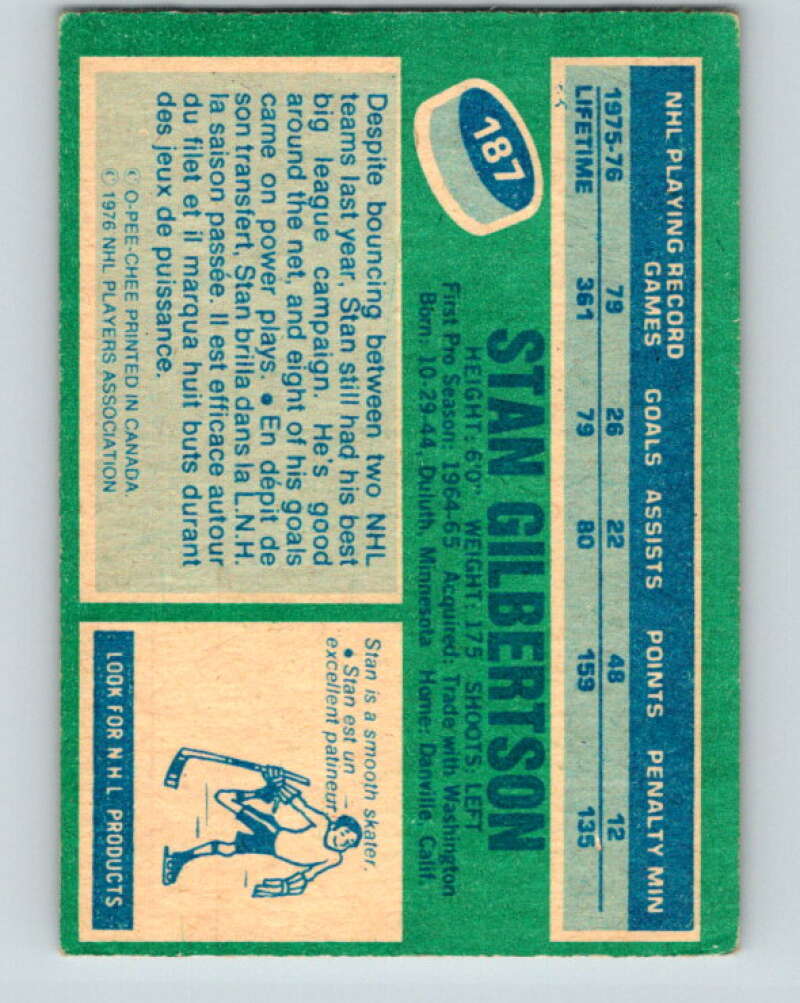 NHL PLAYING RECORD
GAMES GOALS ASSISTS POINTS PENALTY MIN
1975-76 79 26 22 48 12
LIFETIME 361 79 80 159 135
187
STAN GILBERTSON
HEIGHT: 6'0" WEIGHT: 175 SHOOTS: LEFT
First Pro Season: 1964-65 Acquired: Trade with Washington
Born: 10-29-44, Duluth, Minnesota Home: Danville, Calif.
Despite bouncing between two NHL
teams last year, Stan still had his best
big league campaign. He's good
around the net, and eight of his goals
came on power plays. • En dépit de
son transfert, Stan brilla dans la L.N.H.
la saison passée. Il est efficace autour
du filet et il marqua huit buts durant
des jeux de puissance.
© O-PEE-CHEE PRINTED IN CANADA
© 1976 NHL PLAYERS ASSOCIATION
Stan is a smooth skater.
• Stan est un
excellent patineur
LOOK FOR NHL PRODUCTS